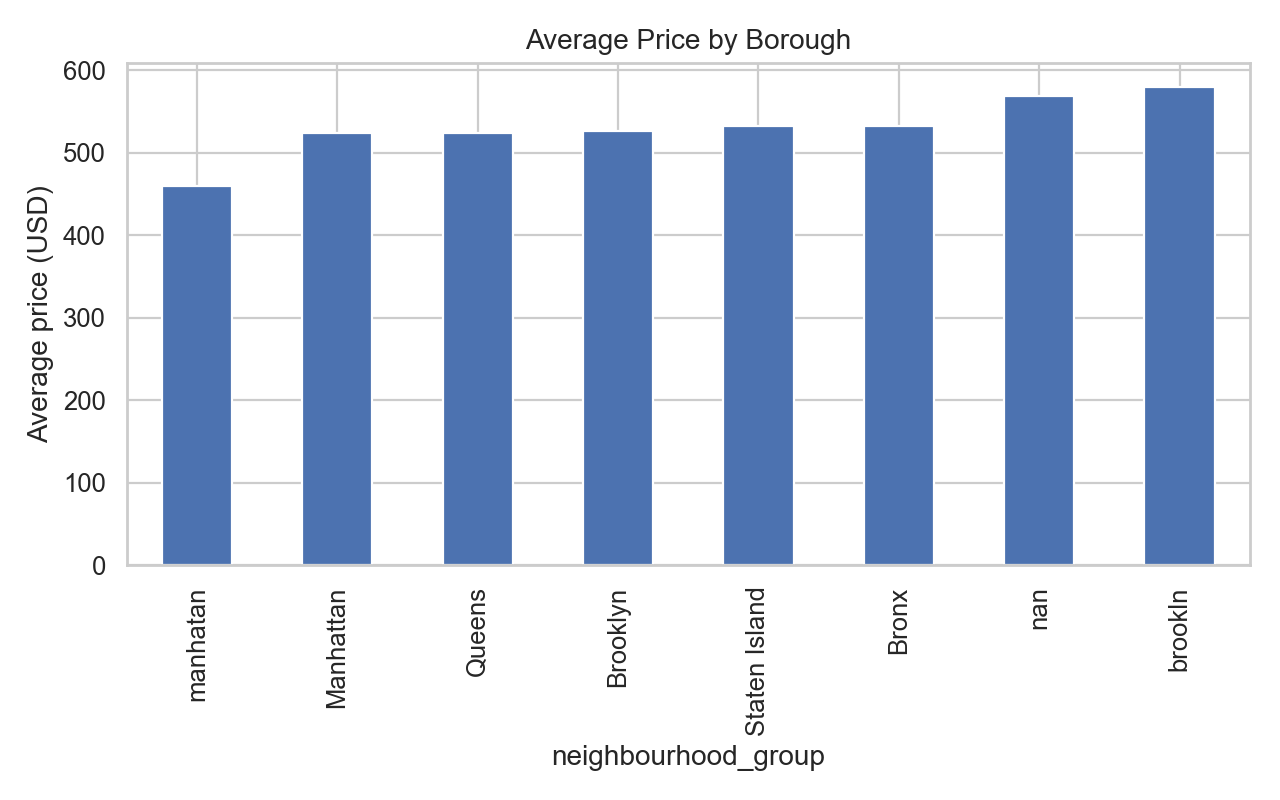 Average Price by Borough
Average price (USD)
600
500
400
300
200
100
0
manhatan
Manhattan
Queens
Brooklyn
Staten Island
Bronx
nan
brookln
neighbourhood_group